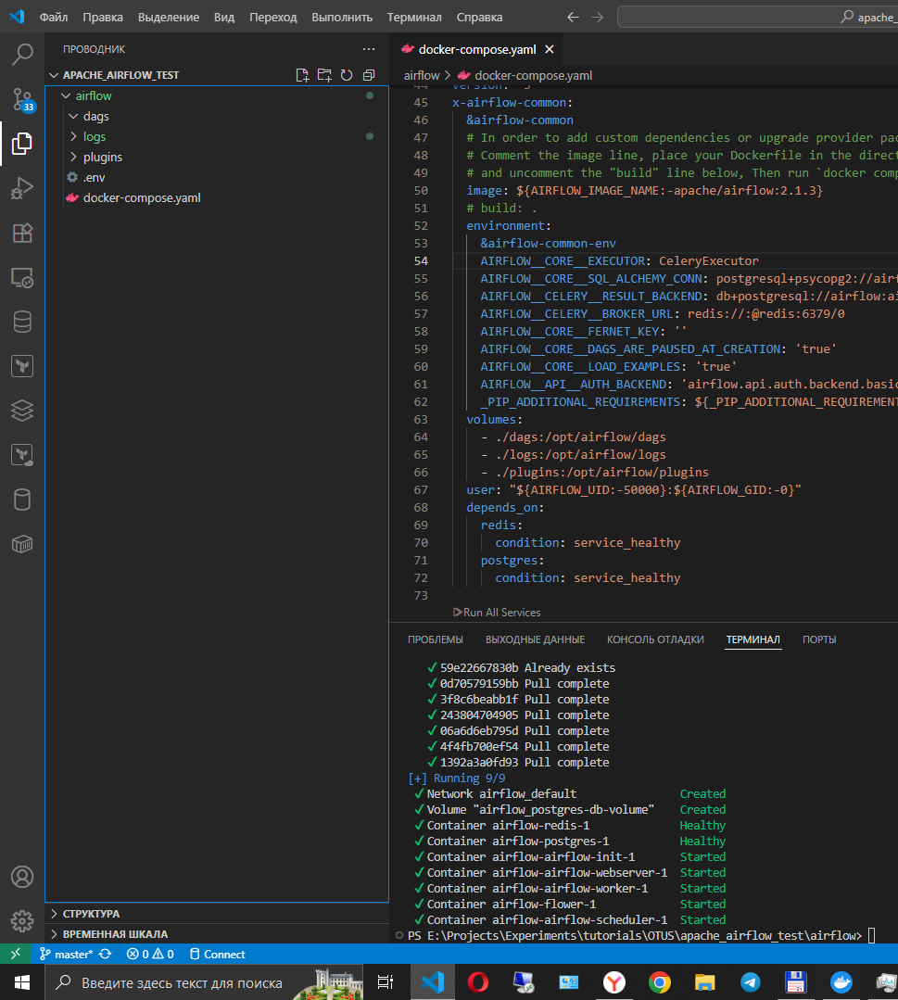 Файл Правка Выделение Вид Переход Выполнить Терминал Справка apache_
ПРОВОДНИК
APACHE_AIRFLOW_TEST
airflow
dags
logs
plugins
.env
docker-compose.yaml
33
docker-compose.yaml
airflow > docker-compose.yaml
45 x-airflow-common:
46 &airflow-common
47 # In order to add custom dependencies or upgrade provider pac
48 # Comment the image line, place your Dockerfile in the direct
49 # and uncomment the "build" line below, Then run `docker comp
50 image: ${AIRFLOW_IMAGE_NAME:-apache/airflow:2.1.3}
51 # build: .
52 environment:
53 &airflow-common-env
54 AIRFLOW__CORE__EXECUTOR: CeleryExecutor
55 AIRFLOW__CORE__SQL_ALCHEMY_CONN: postgresql+psycopg2://airf
56 AIRFLOW__CELERY__RESULT_BACKEND: db+postgresql://airflow:ai
57 AIRFLOW__CELERY__BROKER_URL: redis://:@redis:6379/0
58 AIRFLOW__CORE__FERNET_KEY: ''
59 AIRFLOW__CORE__DAGS_ARE_PAUSED_AT_CREATION: 'true'
60 AIRFLOW__CORE__LOAD_EXAMPLES: 'true'
61 AIRFLOW__API__AUTH_BACKEND: 'airflow.api.auth.backend.basic
62 _PIP_ADDITIONAL_REQUIREMENTS: ${_PIP_ADDITIONAL_REQUIREMENT
63 volumes:
64 - ./dags:/opt/airflow/dags
65 - ./logs:/opt/airflow/logs
66 - ./plugins:/opt/airflow/plugins
67 user: "${AIRFLOW_UID:-50000}:${AIRFLOW_GID:-0}"
68 depends_on:
69 redis:
70 condition: service_healthy
71 postgres:
72 condition: service_healthy
73
Run All Services
ПРОБЛЕМЫ ВЫХОДНЫЕ ДАННЫЕ КОНСОЛЬ ОТЛАДКИ ТЕРМИНАЛ ПОРТЫ
✓ 59e22667830b Already exists
✓ 0d70579159bb Pull complete
✓ 3f8c6beabb1f Pull complete
✓ 243804704905 Pull complete
✓ 06a6d6eb795d Pull complete
✓ 4f4fb700ef54 Pull complete
✓ 1392a3a0fd93 Pull complete
[+] Running 9/9
✓ Network airflow_default Created
✓ Volume "airflow_postgres-db-volume" Created
✓ Container airflow-redis-1 Healthy
✓ Container airflow-postgres-1 Healthy
✓ Container airflow-airflow-init-1 Started
✓ Container airflow-airflow-webserver-1 Started
✓ Container airflow-airflow-worker-1 Started
✓ Container airflow-flower-1 Started
✓ Container airflow-airflow-scheduler-1 Started
PS E:\Projects\Experiments\tutorials\OTUS\apache_airflow_test\airflow>
СТРУКТУРА
ВРЕМЕННАЯ ШКАЛА
master* 0 0 Connect
Введите здесь текст для поиска